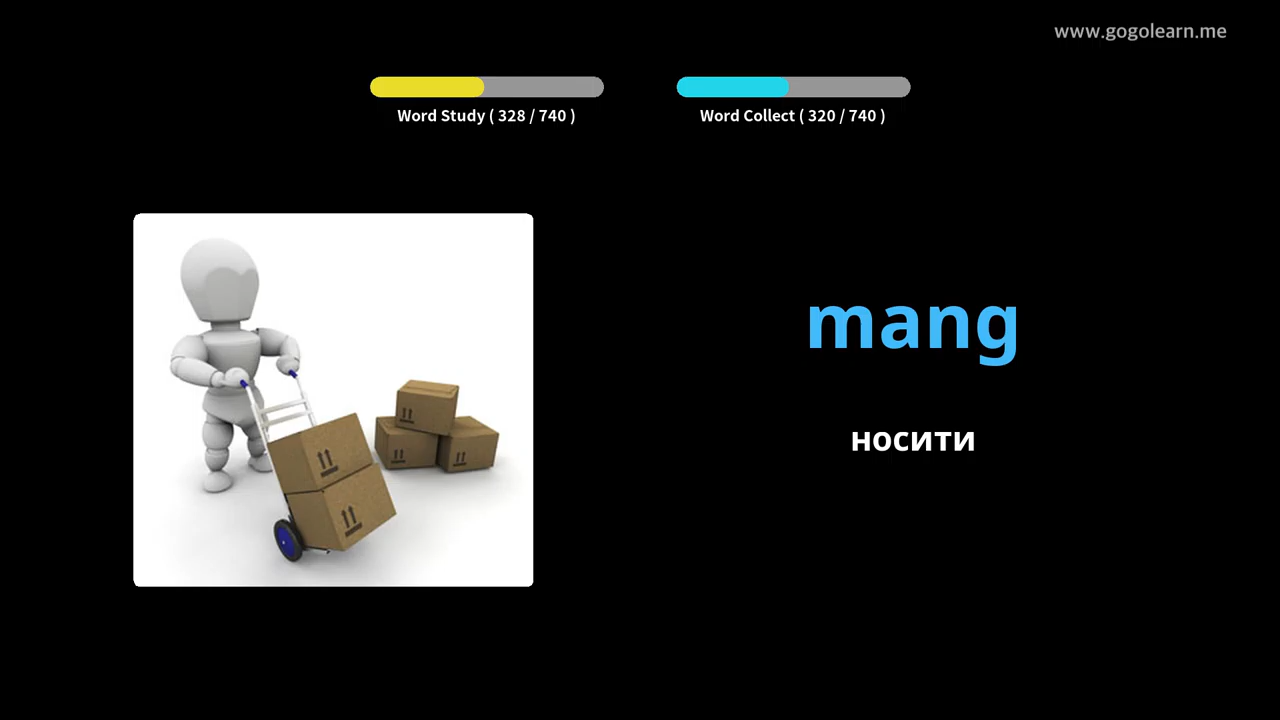 www.gogolearn.me
Word Study ( 328 / 740 )
Word Collect ( 320 / 740 )
mang
носити